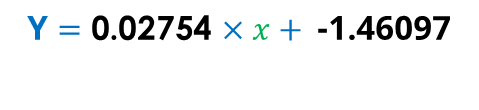 Y = 0.02754 × x + -1.46097